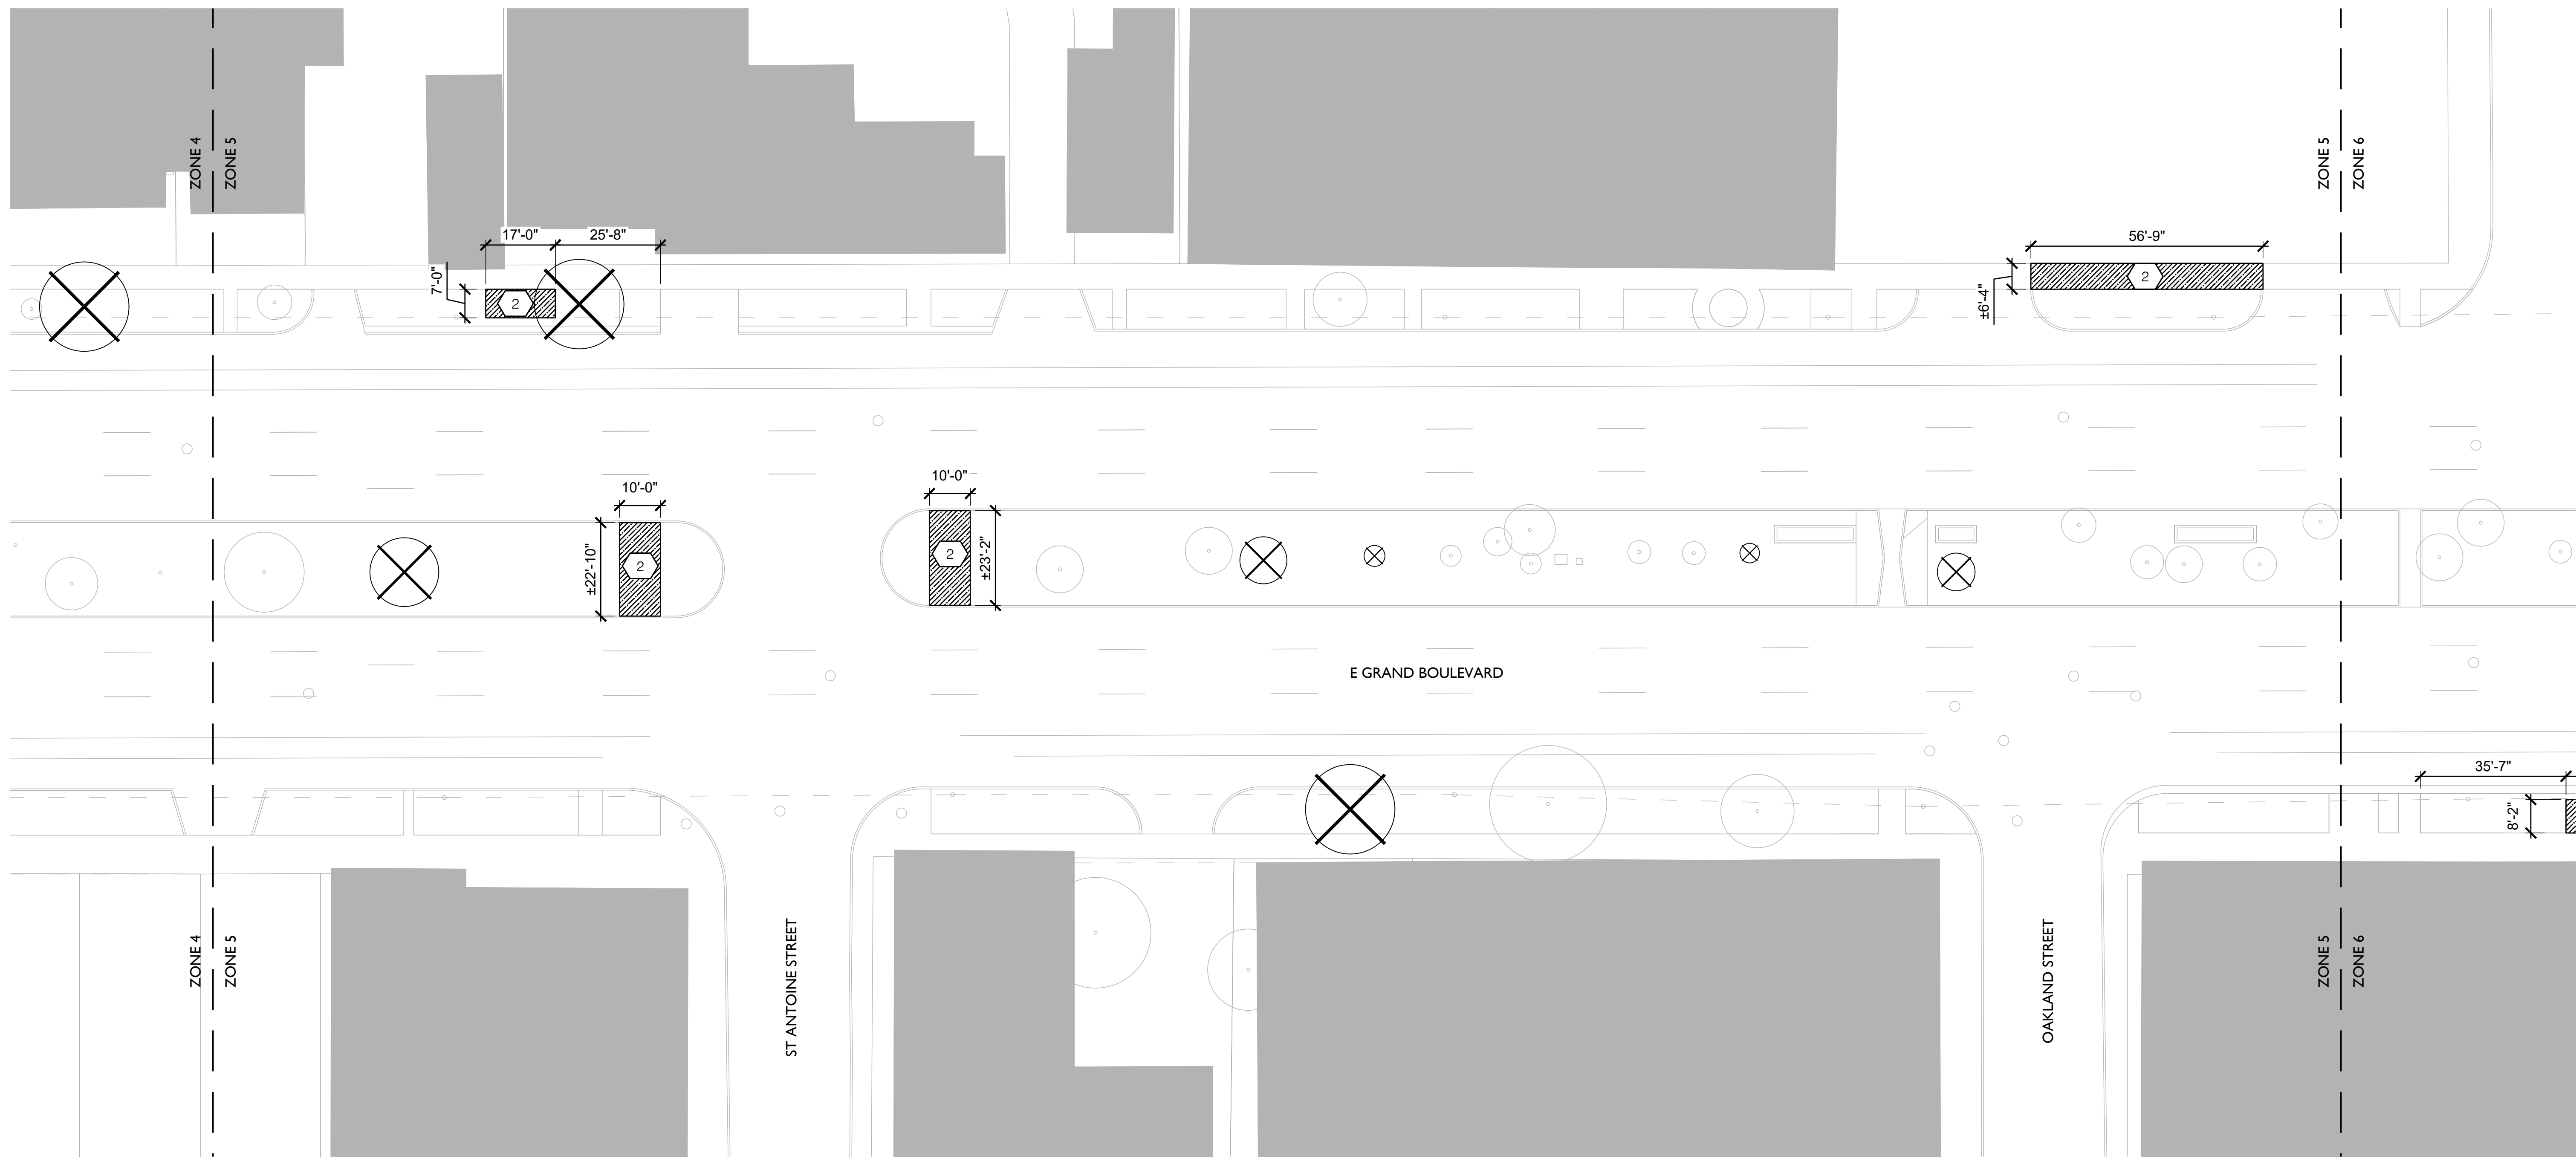 ZONE 4
ZONE 5
ZONE 5
ZONE 6
17'-0"
25'-8"
7'-0"
2
56'-9"
±6'-4"
2
10'-0"
±22'-10"
2
10'-0"
±23'-2"
2
E GRAND BOULEVARD
35'-7"
8'-2"
ZONE 4
ZONE 5
ST ANTOINE STREET
OAKLAND STREET
ZONE 5
ZONE 6